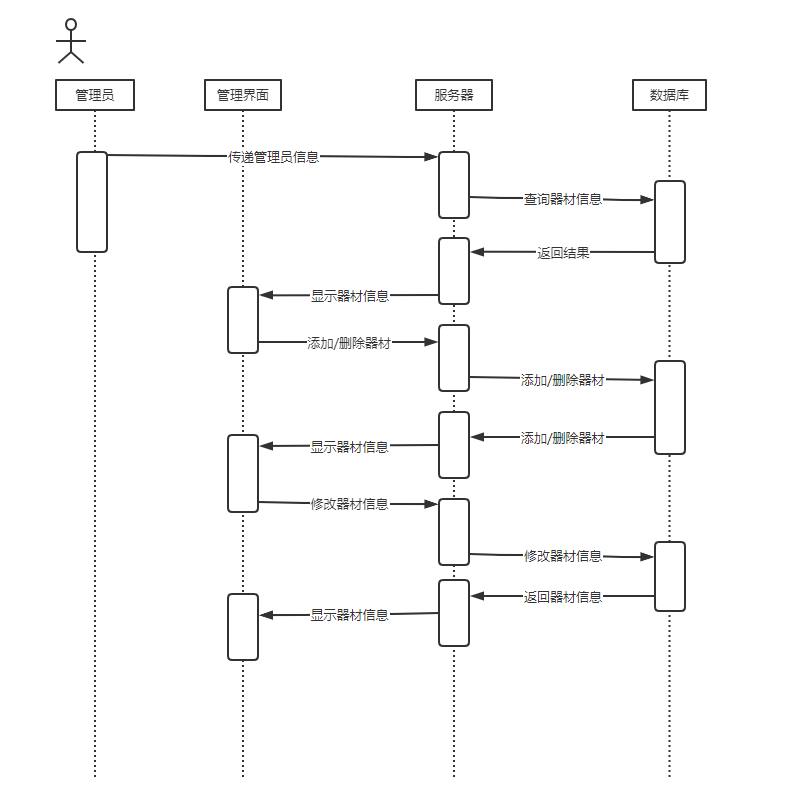 管理员
管理界面
服务器
数据库
传递管理员信息
查询器材信息
返回结果
显示器材信息
添加/删除器材
添加/删除器材
添加/删除器材
显示器材信息
修改器材信息
修改器材信息
返回器材信息
显示器材信息